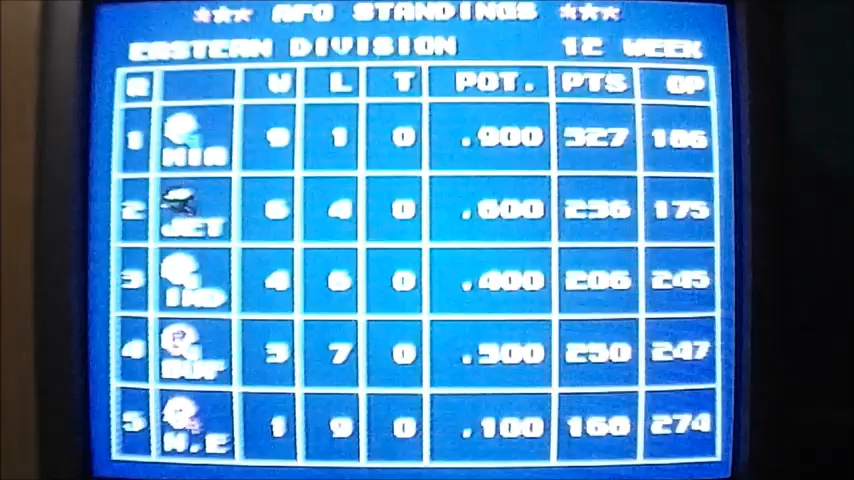 *** AFC STANDINGS ***
EASTERN DIVISION 12 WEEK
R W L T PCT. PTS OP
1 MIA 9 1 0 .900 327 186
2 JET 6 4 0 .600 236 175
3 IND 4 6 0 .400 206 245
4 BUF 3 7 0 .300 250 247
5 N.E 1 9 0 .100 160 274